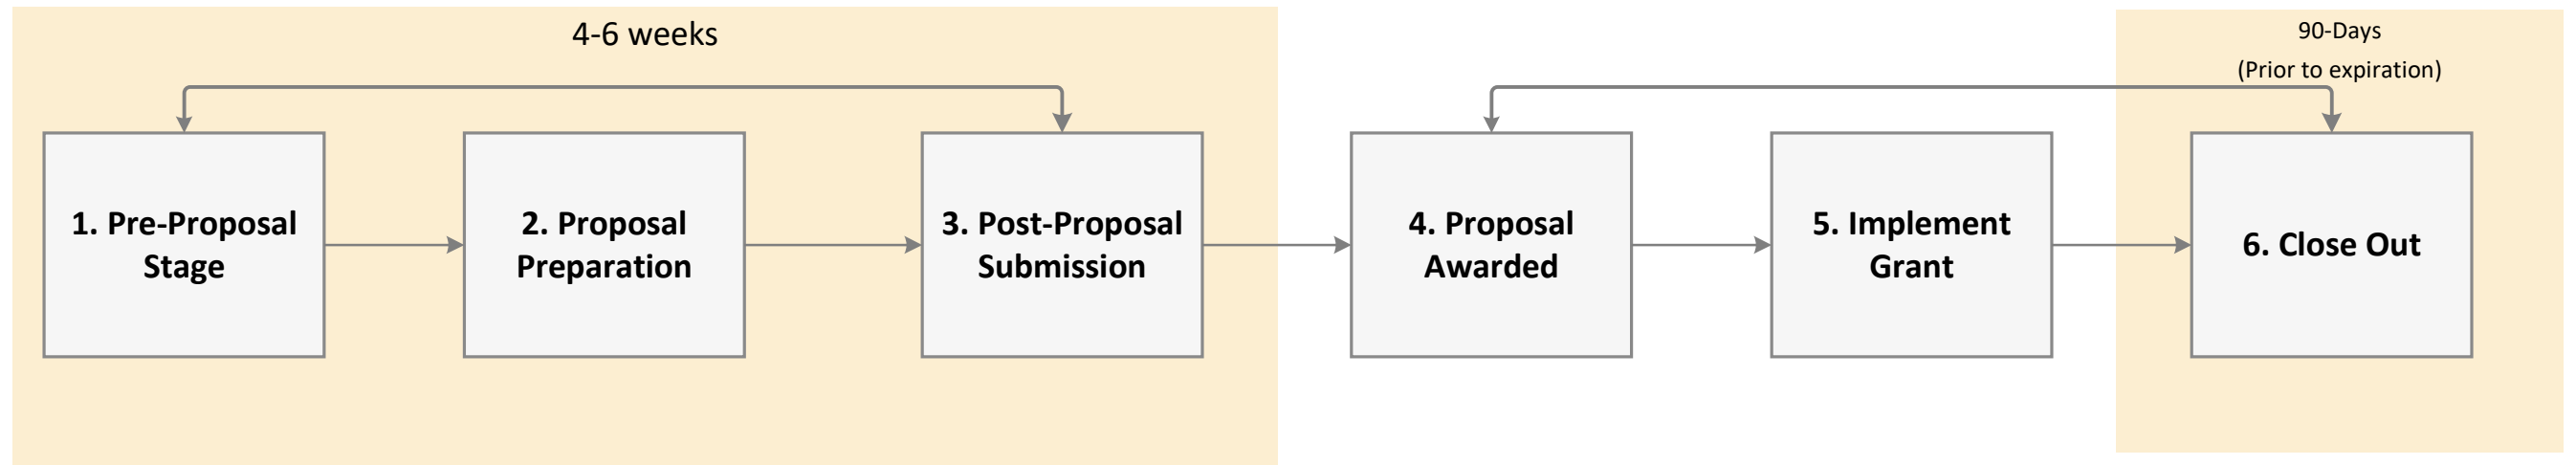 4-6 weeks
90-Days
(Prior to expiration)
1. Pre-Proposal
Stage
2. Proposal
Preparation
3. Post-Proposal
Submission
4. Proposal
Awarded
5. Implement
Grant
6. Close Out